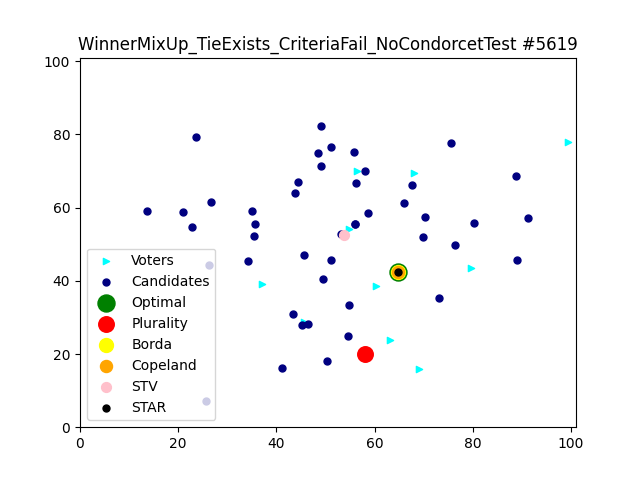 WinnerMixUp_TieExists_CriteriaFail_NoCondorcetTest #5619
100
80
60
40
20
0
Voters
Candidates
Optimal
Plurality
Borda
Copeland
STV
STAR
0 20 40 60 80 100